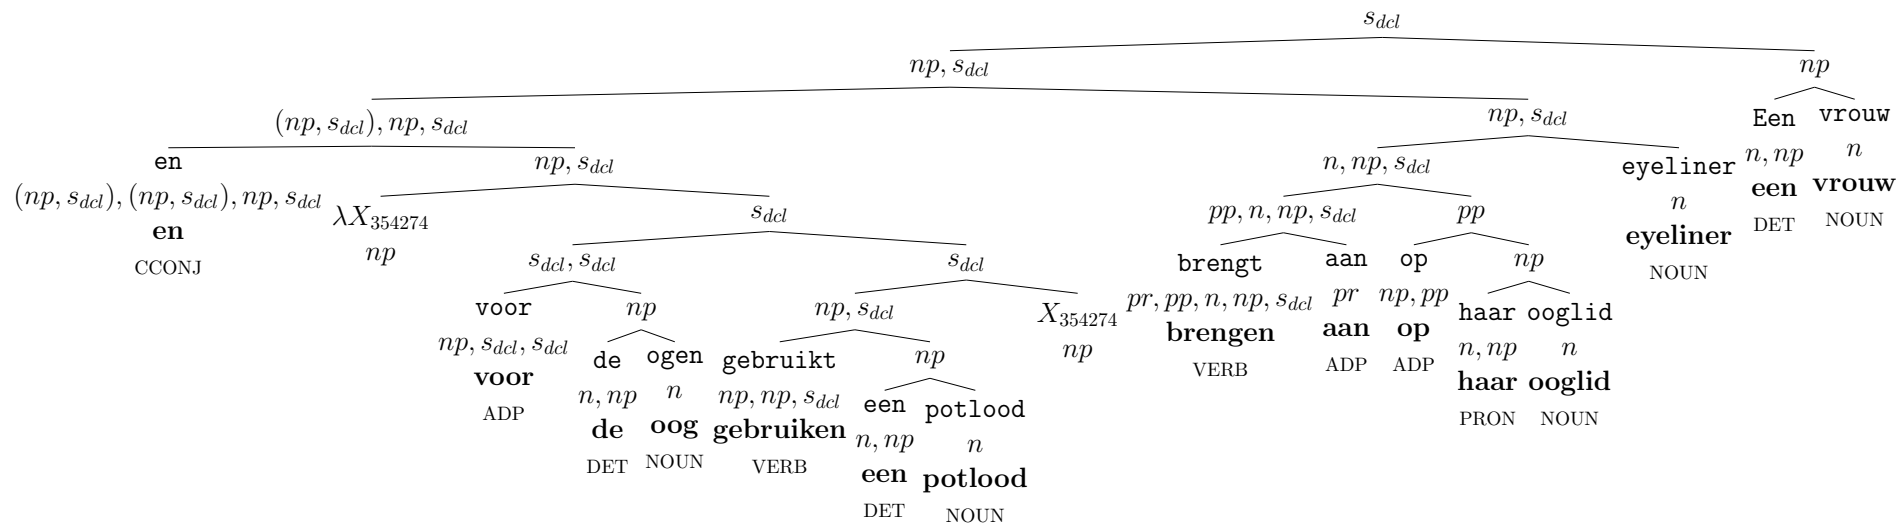 s_dcl
np, s_dcl np
(np, s_dcl), np, s_dcl np, s_dcl Een vrouw
en np, s_dcl n, np, s_dcl eyeliner n, np n
(np, s_dcl), (np, s_dcl), np, s_dcl λX_354274 s_dcl pp, n, np, s_dcl pp n een vrouw
en np s_dcl, s_dcl s_dcl brengt aan op np eyeliner DET NOUN
CCONJ voor np np, s_dcl X_354274 pr, pp, n, np, s_dcl pr np, pp haar ooglid NOUN
np, s_dcl, s_dcl de ogen gebruikt np np brengen aan op n, np n
voor n, np n np, np, s_dcl een potlood VERB ADP ADP haar ooglid
ADP de oog gebruiken n, np n PRON NOUN
DET NOUN VERB een potlood
DET NOUN